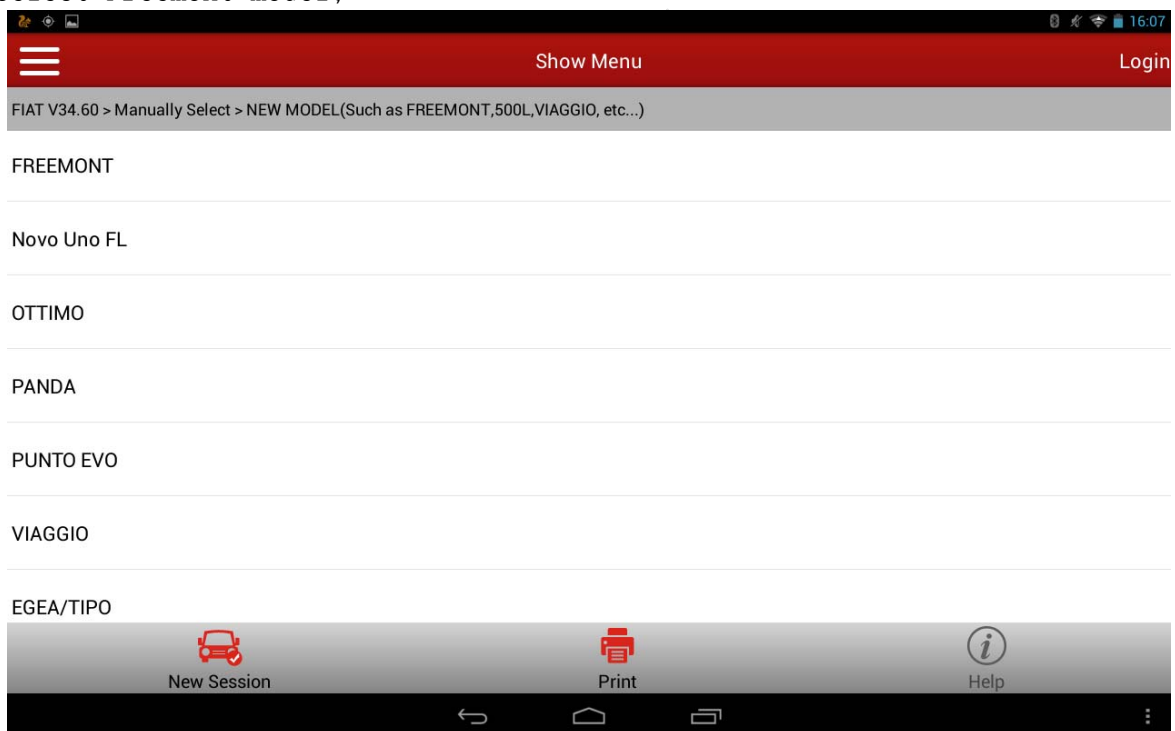 16:07
Show Menu
Login
FIAT V34.60 > Manually Select > NEW MODEL(Such as FREEMONT,500L,VIAGGIO, etc...)
FREEMONT
Novo Uno FL
OTTIMO
PANDA
PUNTO EVO
VIAGGIO
EGEA/TIPO
New Session
Print
Help